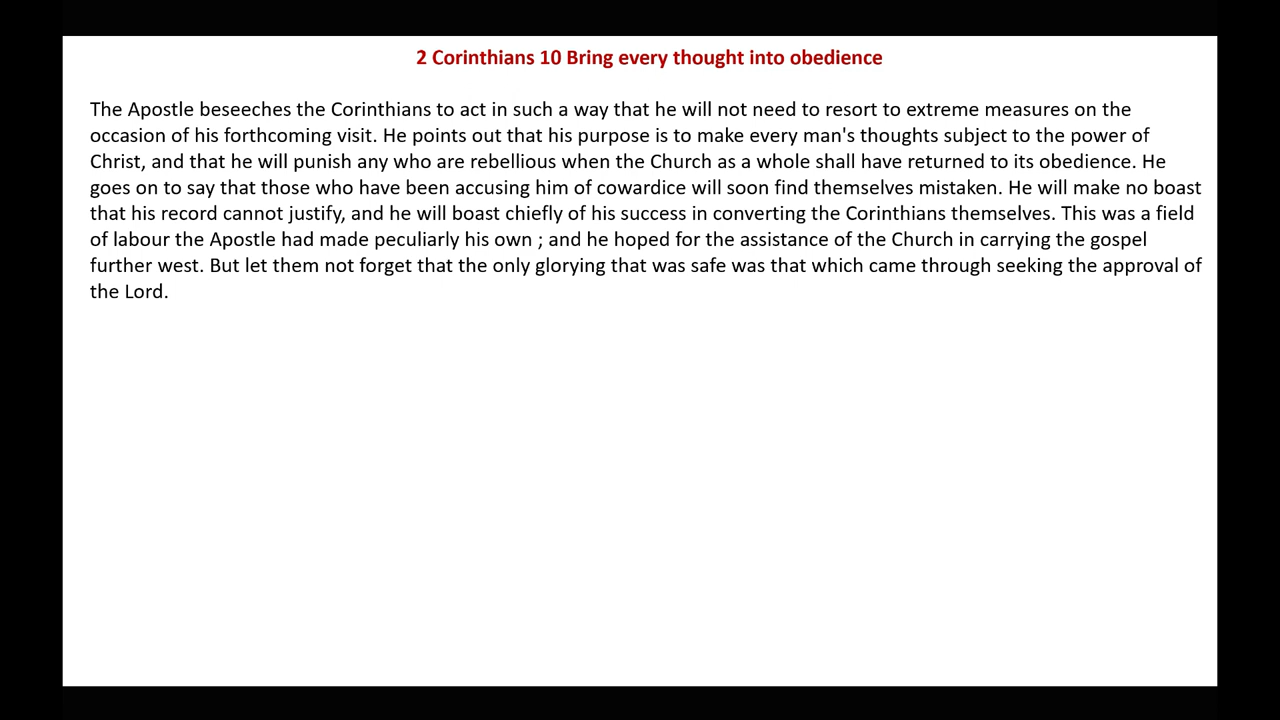 2 Corinthians 10 Bring every thought into obedience
The Apostle beseeches the Corinthians to act in such a way that he will not need to resort to extreme measures on the
occasion of his forthcoming visit. He points out that his purpose is to make every man's thoughts subject to the power of
Christ, and that he will punish any who are rebellious when the Church as a whole shall have returned to its obedience. He
goes on to say that those who have been accusing him of cowardice will soon find themselves mistaken. He will make no boast
that his record cannot justify, and he will boast chiefly of his success in converting the Corinthians themselves. This was a field
of labour the Apostle had made peculiarly his own ; and he hoped for the assistance of the Church in carrying the gospel
further west. But let them not forget that the only glorying that was safe was that which came through seeking the approval of
the Lord.